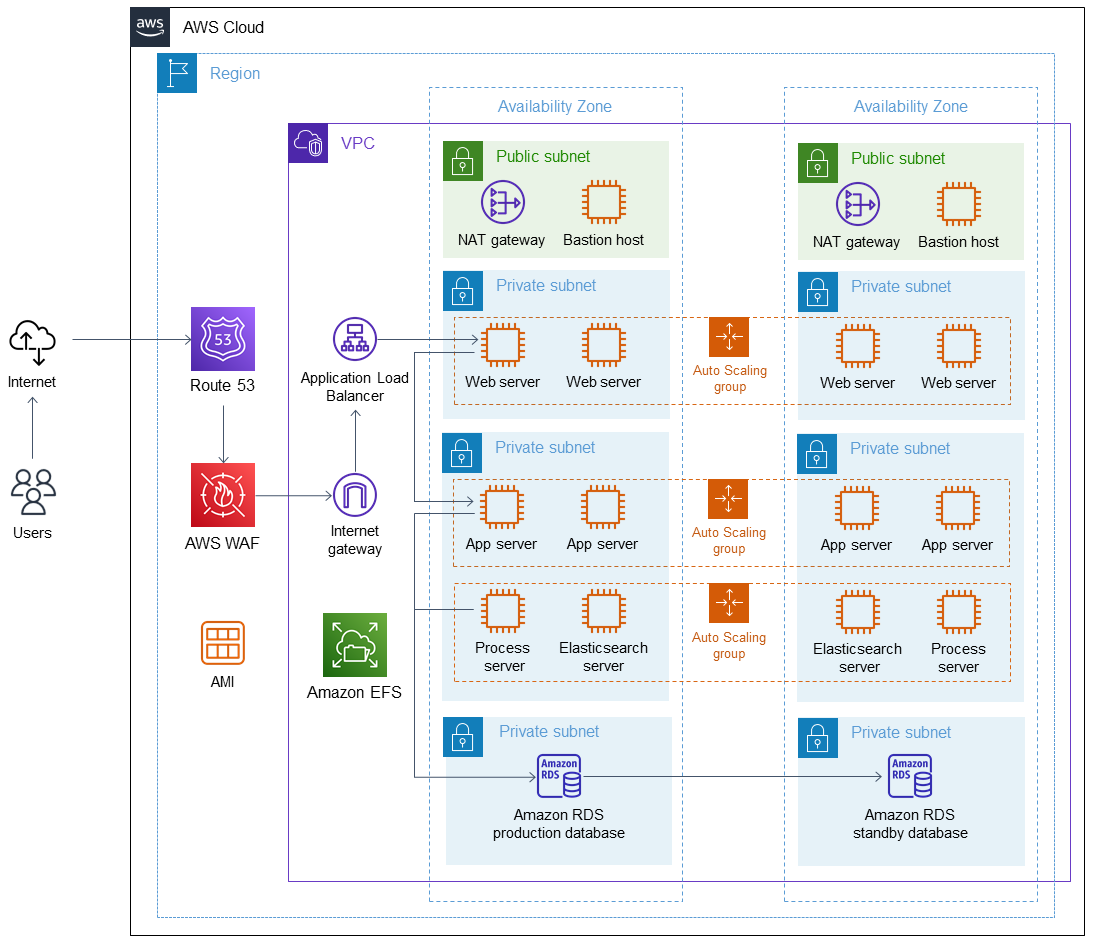 aws
AWS Cloud
Region
Availability Zone
Availability Zone
VPC
Public subnet
NAT gateway
Bastion host
Public subnet
NAT gateway
Bastion host
Private subnet
Web server
Web server
Auto Scaling
group
Private subnet
Web server
Web server
Internet
Users
53
Route 53
AWS WAF
Application Load
Balancer
Internet
gateway
Private subnet
App server
App server
Auto Scaling
group
Private subnet
App server
App server
Process
server
Elasticsearch
server
Auto Scaling
group
Elasticsearch
server
Process
server
AMI
Amazon EFS
Private subnet
Amazon
RDS
Amazon RDS
production database
Private subnet
Amazon
RDS
Amazon RDS
standby database